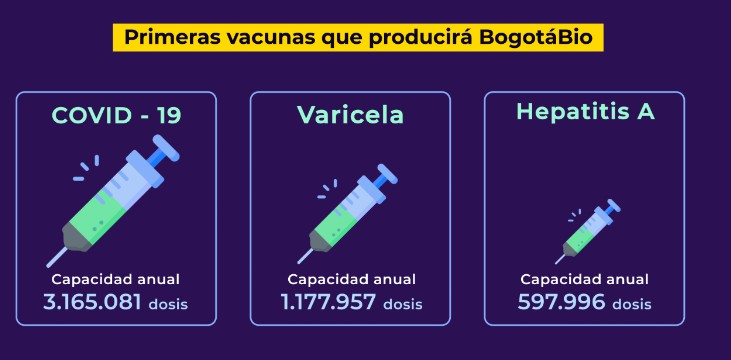 Primeras vacunas que producirá BogotáBio
COVID - 19
Capacidad anual
3.165.081 dosis
Varicela
Capacidad anual
1.177.957 dosis
Hepatitis A
Capacidad anual
597.996 dosis